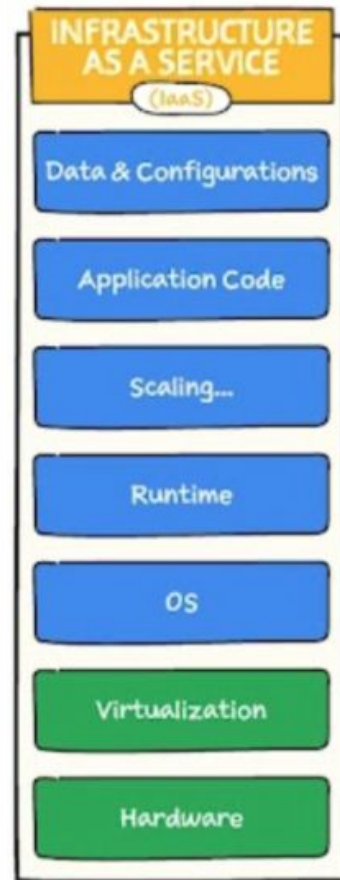 INFRASTRUCTURE
AS A SERVICE
(IaaS)
Data & Configurations
Application Code
Scaling...
Runtime
OS
Virtualization
Hardware